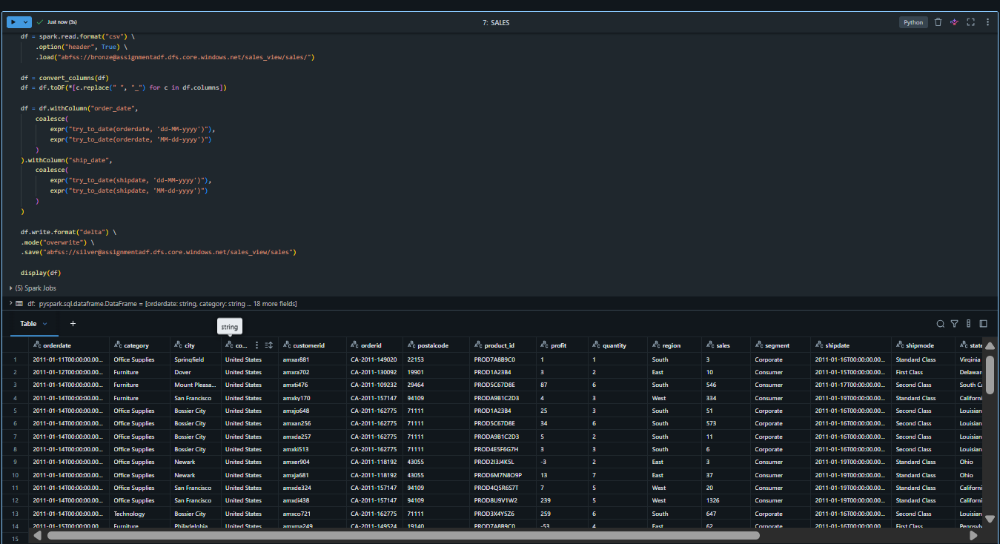 Just now (3s)
7: SALES
Python
df = spark.read.format("csv") \
.option("header", True) \
.load("abfss://bronze@assignmentadf.dfs.core.windows.net/sales_view/sales/")
df = convert_columns(df)
df = df.toDF(*[c.replace(" ", "_") for c in df.columns])
df = df.withColumn("order_date",
coalesce(
expr("try_to_date(orderdate, 'dd-MM-yyyy')"),
expr("try_to_date(orderdate, 'MM-dd-yyyy')")
)
).withColumn("ship_date",
coalesce(
expr("try_to_date(shipdate, 'dd-MM-yyyy')"),
expr("try_to_date(shipdate, 'MM-dd-yyyy')")
)
)
df.write.format("delta") \
.mode("overwrite") \
.save("abfss://silver@assignmentadf.dfs.core.windows.net/sales_view/sales")
display(df)
(5) Spark Jobs
df: pyspark.sql.dataframe.DataFrame = [orderdate: string, category: string ... 18 more fields]
Table +
string
orderdate category city co... customerid orderid postalcode product_id profit quantity region sales segment shipdate shipmode state
1 2011-01-11T00:00:00.00... Office Supplies Springfield United States amxar881 CA-2011-149020 22153 PROD7A8B9C0 1 1 South 3 Corporate 2011-01-16T00:00:00.00... Standard Class Virginia
2 2011-01-12T00:00:00.00... Furniture Dover United States amxra702 CA-2011-130092 19901 PROD1A23B4 3 2 East 10 Consumer 2011-01-15T00:00:00.00... First Class Delawar
3 2011-01-14T00:00:00.00... Furniture Mount Pleasa... United States amxti476 CA-2011-109232 29464 PROD5C67D8E 87 6 South 546 Consumer 2011-01-17T00:00:00.00... Second Class South Ca
4 2011-01-14T00:00:00.00... Furniture San Francisco United States amxky170 CA-2011-157147 94109 PRODA9B1C2D3 4 3 West 334 Consumer 2011-01-19T00:00:00.00... Standard Class Californi
5 2011-01-14T00:00:00.00... Office Supplies Bossier City United States amxjo648 CA-2011-162775 71111 PROD1A23B4 25 3 South 51 Corporate 2011-01-16T00:00:00.00... Second Class Louisian
6 2011-01-14T00:00:00.00... Office Supplies Bossier City United States amxan256 CA-2011-162775 71111 PROD5C67D8E 34 6 South 573 Corporate 2011-01-16T00:00:00.00... Second Class Louisian
7 2011-01-14T00:00:00.00... Office Supplies Bossier City United States amxda257 CA-2011-162775 71111 PRODA9B1C2D3 5 2 South 11 Corporate 2011-01-16T00:00:00.00... Second Class Louisian
8 2011-01-14T00:00:00.00... Office Supplies Bossier City United States amxki513 CA-2011-162775 71111 PROD4E5F6G7H 3 3 South 6 Corporate 2011-01-16T00:00:00.00... Second Class Louisian
9 2011-01-14T00:00:00.00... Office Supplies Newark United States amxer904 CA-2011-118192 43055 PROD2I3J4K5L -3 2 East 3 Consumer 2011-01-19T00:00:00.00... Standard Class Ohio
10 2011-01-14T00:00:00.00... Office Supplies Newark United States amxja681 CA-2011-118192 43055 PROD6M7N8O9P 13 7 East 37 Consumer 2011-01-19T00:00:00.00... Standard Class Ohio
11 2011-01-14T00:00:00.00... Office Supplies San Francisco United States amxde324 CA-2011-157147 94109 PROD4Q5R6S7T 7 5 West 20 Consumer 2011-01-19T00:00:00.00... Standard Class Californi
12 2011-01-14T00:00:00.00... Office Supplies San Francisco United States amxdi438 CA-2011-157147 94109 PROD8U9V1W2 239 5 West 1326 Consumer 2011-01-19T00:00:00.00... Standard Class Californi
13 2011-01-14T00:00:00.00... Technology Bossier City United States amxco721 CA-2011-162775 71111 PROD3X4Y5Z6 259 6 South 647 Corporate 2011-01-16T00:00:00.00... Second Class Louisian
14 2011-01-15T00:00:00.00... Furniture Philadelphia United States amxma249 CA-2011-149524 19140 PROD7A8B9C0 -53 4 East 62 Corporate 2011-01-16T00:00:00.00... First Class Pennsylv
15